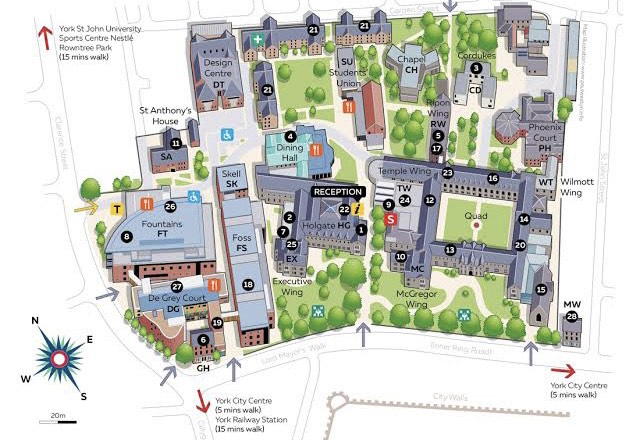 York St John University
Sports Centre Nestlé
Rowntree Park
(15 mins walk)
Garden Street
Clarence Street
21
21
21
Design
Centre
DT
SU
Students'
Union
Chapel
CH
Cordukes
3
CD
Ripon
Wing
RW
5
17
Phoenix
Court
PH
St Anthony's
House
11
SA
4
Dining
Hall
Skell
SK
RECEPTION
22
i
Holgate HG
1
2
7
25
EX
Executive
Wing
Temple Wing
TW
24
9
S
12
10
MC
McGregor
Wing
23
16
Quad
13
14
20
15
WT
Wilmott
Wing
MW
28
T
26
Fountains
FT
8
Foss
FS
18
27
De Grey Court
DG
19
6
GH
Lord Mayor's Walk
(Inner Ring Road)
N
E
S
W
20m
York City Centre
(5 mins walk)
York Railway Station
(15 mins walk)
City Walls
York City Centre
(5 mins walk)